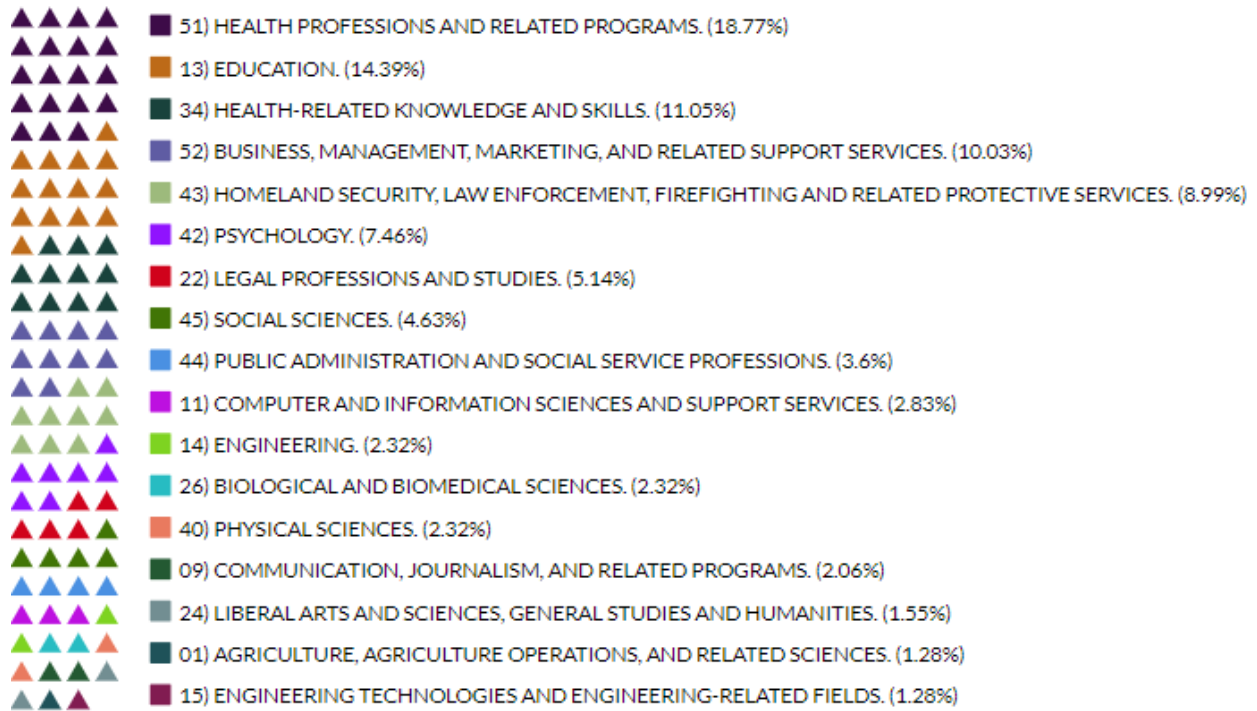 51) HEALTH PROFESSIONS AND RELATED PROGRAMS. (18.77%)
13) EDUCATION. (14.39%)
34) HEALTH-RELATED KNOWLEDGE AND SKILLS. (11.05%)
52) BUSINESS, MANAGEMENT, MARKETING, AND RELATED SUPPORT SERVICES. (10.03%)
43) HOMELAND SECURITY, LAW ENFORCEMENT, FIREFIGHTING AND RELATED PROTECTIVE SERVICES. (8.99%)
42) PSYCHOLOGY. (7.46%)
22) LEGAL PROFESSIONS AND STUDIES. (5.14%)
45) SOCIAL SCIENCES. (4.63%)
44) PUBLIC ADMINISTRATION AND SOCIAL SERVICE PROFESSIONS. (3.6%)
11) COMPUTER AND INFORMATION SCIENCES AND SUPPORT SERVICES. (2.83%)
14) ENGINEERING. (2.32%)
26) BIOLOGICAL AND BIOMEDICAL SCIENCES. (2.32%)
40) PHYSICAL SCIENCES. (2.32%)
09) COMMUNICATION, JOURNALISM, AND RELATED PROGRAMS. (2.06%)
24) LIBERAL ARTS AND SCIENCES, GENERAL STUDIES AND HUMANITIES. (1.55%)
01) AGRICULTURE, AGRICULTURE OPERATIONS, AND RELATED SCIENCES. (1.28%)
15) ENGINEERING TECHNOLOGIES AND ENGINEERING-RELATED FIELDS. (1.28%)